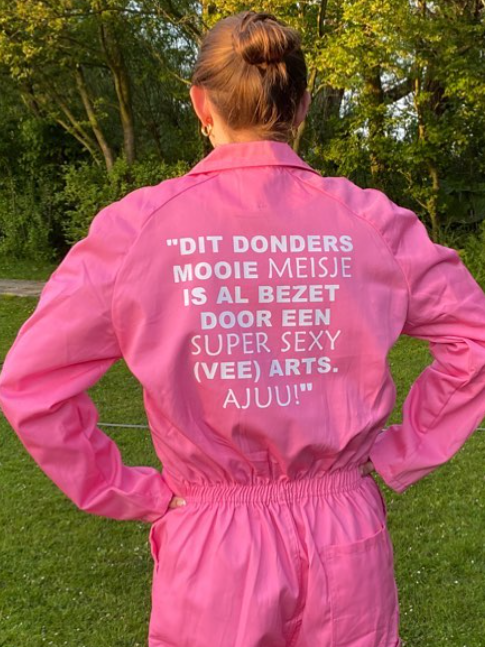 "DIT DONDERS
MOOIE MEISJE
IS AL BEZET
DOOR EEN
SUPER SEXY
(VEE) ARTS.
AJUU!"